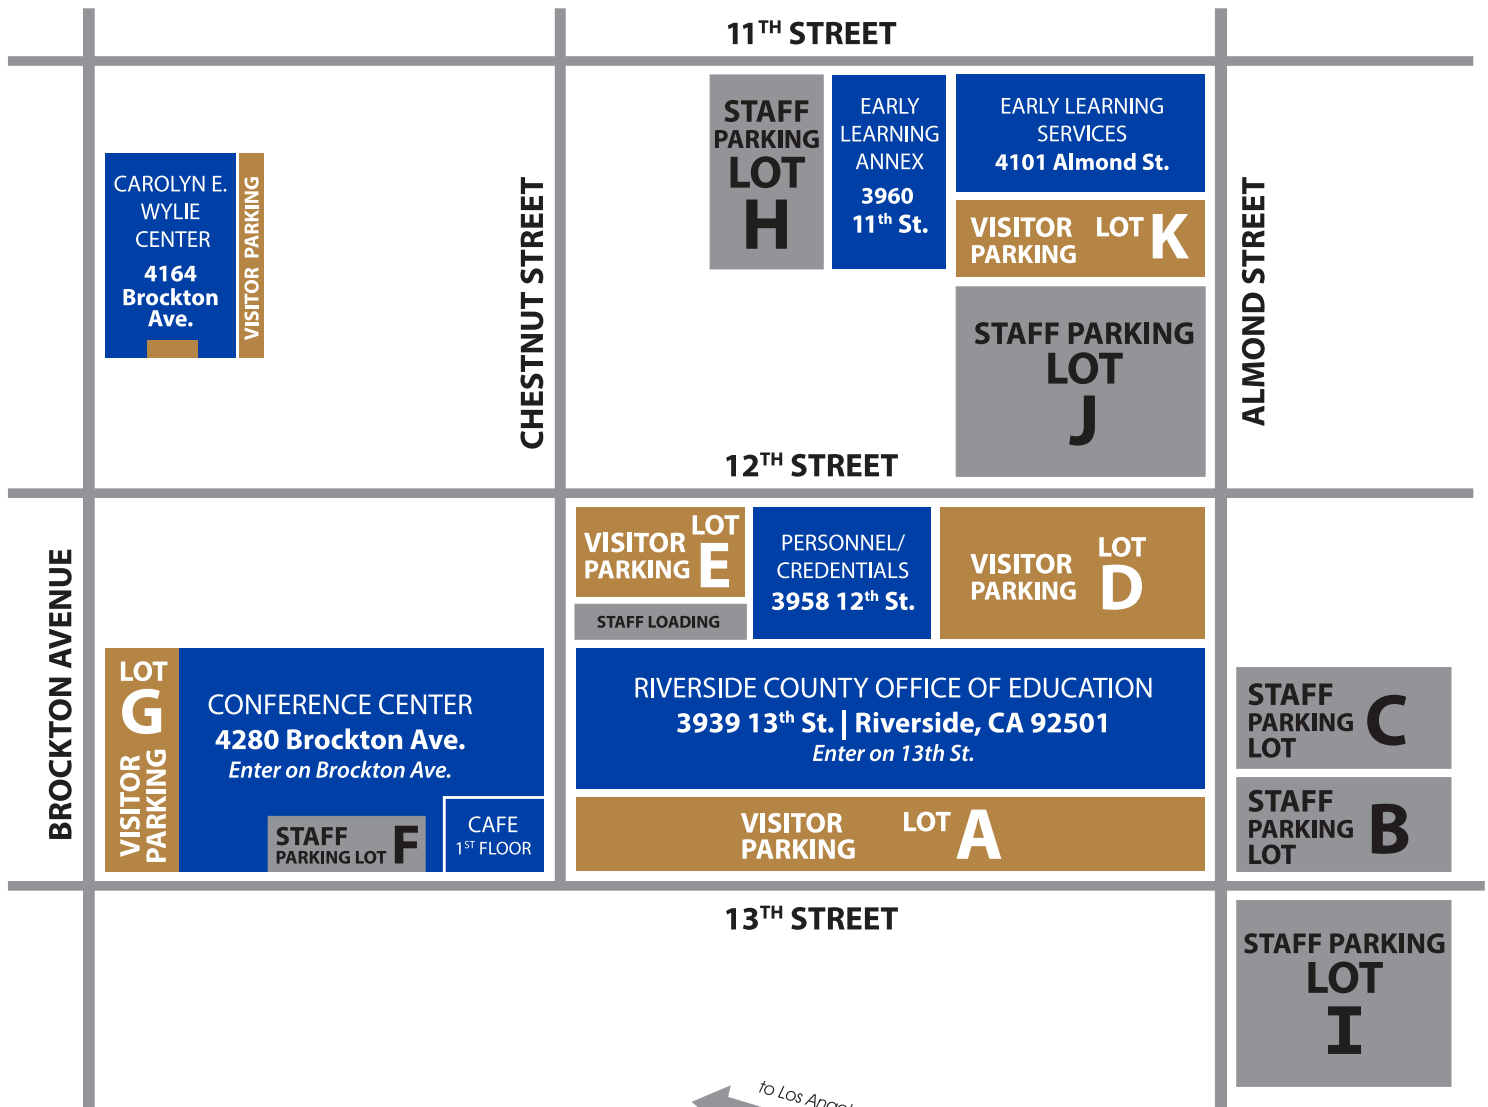 11TH STREET
STAFF
PARKING
LOT
H
EARLY
LEARNING
ANNEX
3960
11th St.
EARLY LEARNING
SERVICES
4101 Almond St.
VISITOR
PARKING
LOT K
CAROLYN E.
WYLIE
CENTER
4164
Brockton
Ave.
VISITOR PARKING
CHESTNUT STREET
ALMOND STREET
STAFF PARKING
LOT
J
12TH STREET
BROCKTON AVENUE
VISITOR
PARKING
LOT
E
STAFF LOADING
PERSONNEL/
CREDENTIALS
3958 12th St.
VISITOR
PARKING
LOT
D
LOT
G
VISITOR
PARKING
CONFERENCE CENTER
4280 Brockton Ave.
Enter on Brockton Ave.
STAFF
PARKING LOT F
CAFE
1ST FLOOR
RIVERSIDE COUNTY OFFICE OF EDUCATION
3939 13th St. | Riverside, CA 92501
Enter on 13th St.
VISITOR
PARKING
LOT A
STAFF
PARKING
LOT
C
STAFF
PARKING
LOT
B
13TH STREET
STAFF PARKING
LOT
I
to Los